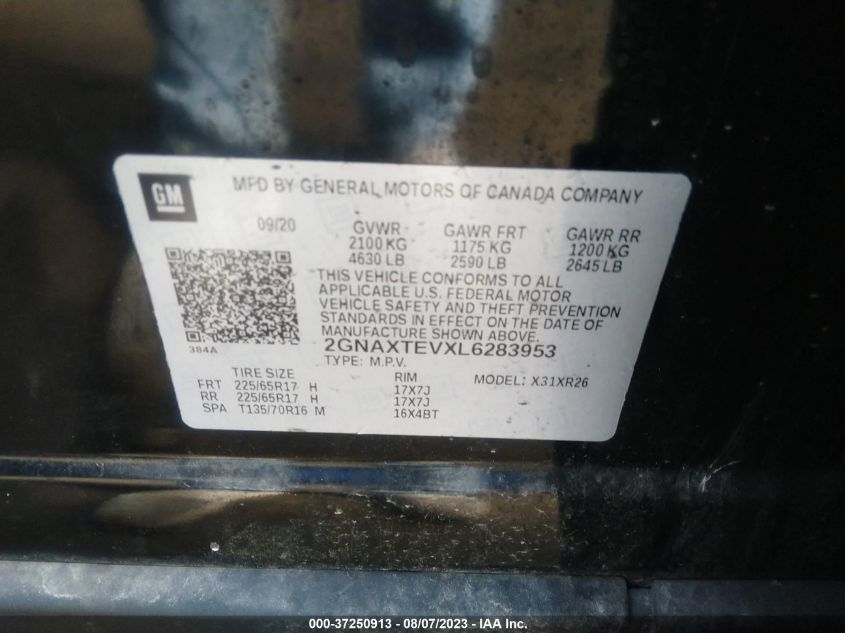 GM
MFD BY GENERAL MOTORS OF CANADA COMPANY
09/20 GVWR GAWR FRT GAWR RR
2100 KG 1175 KG 1200 KG
4630 LB 2590 LB 2645 LB
THIS VEHICLE CONFORMS TO ALL
APPLICABLE U.S. FEDERAL MOTOR
VEHICLE SAFETY AND THEFT PREVENTION
STANDARDS IN EFFECT ON THE DATE OF
MANUFACTURE SHOWN ABOVE.
384A
2GNAXTEVXL6283953
TYPE: M.P.V.
TIRE SIZE RIM MODEL: X31XR26
FRT 225/65R17 H 17X7J
RR 225/65R17 H 17X7J
SPA T135/70R16 M 16X4BT
000-37250913 - 08/07/2023 - IAA Inc.